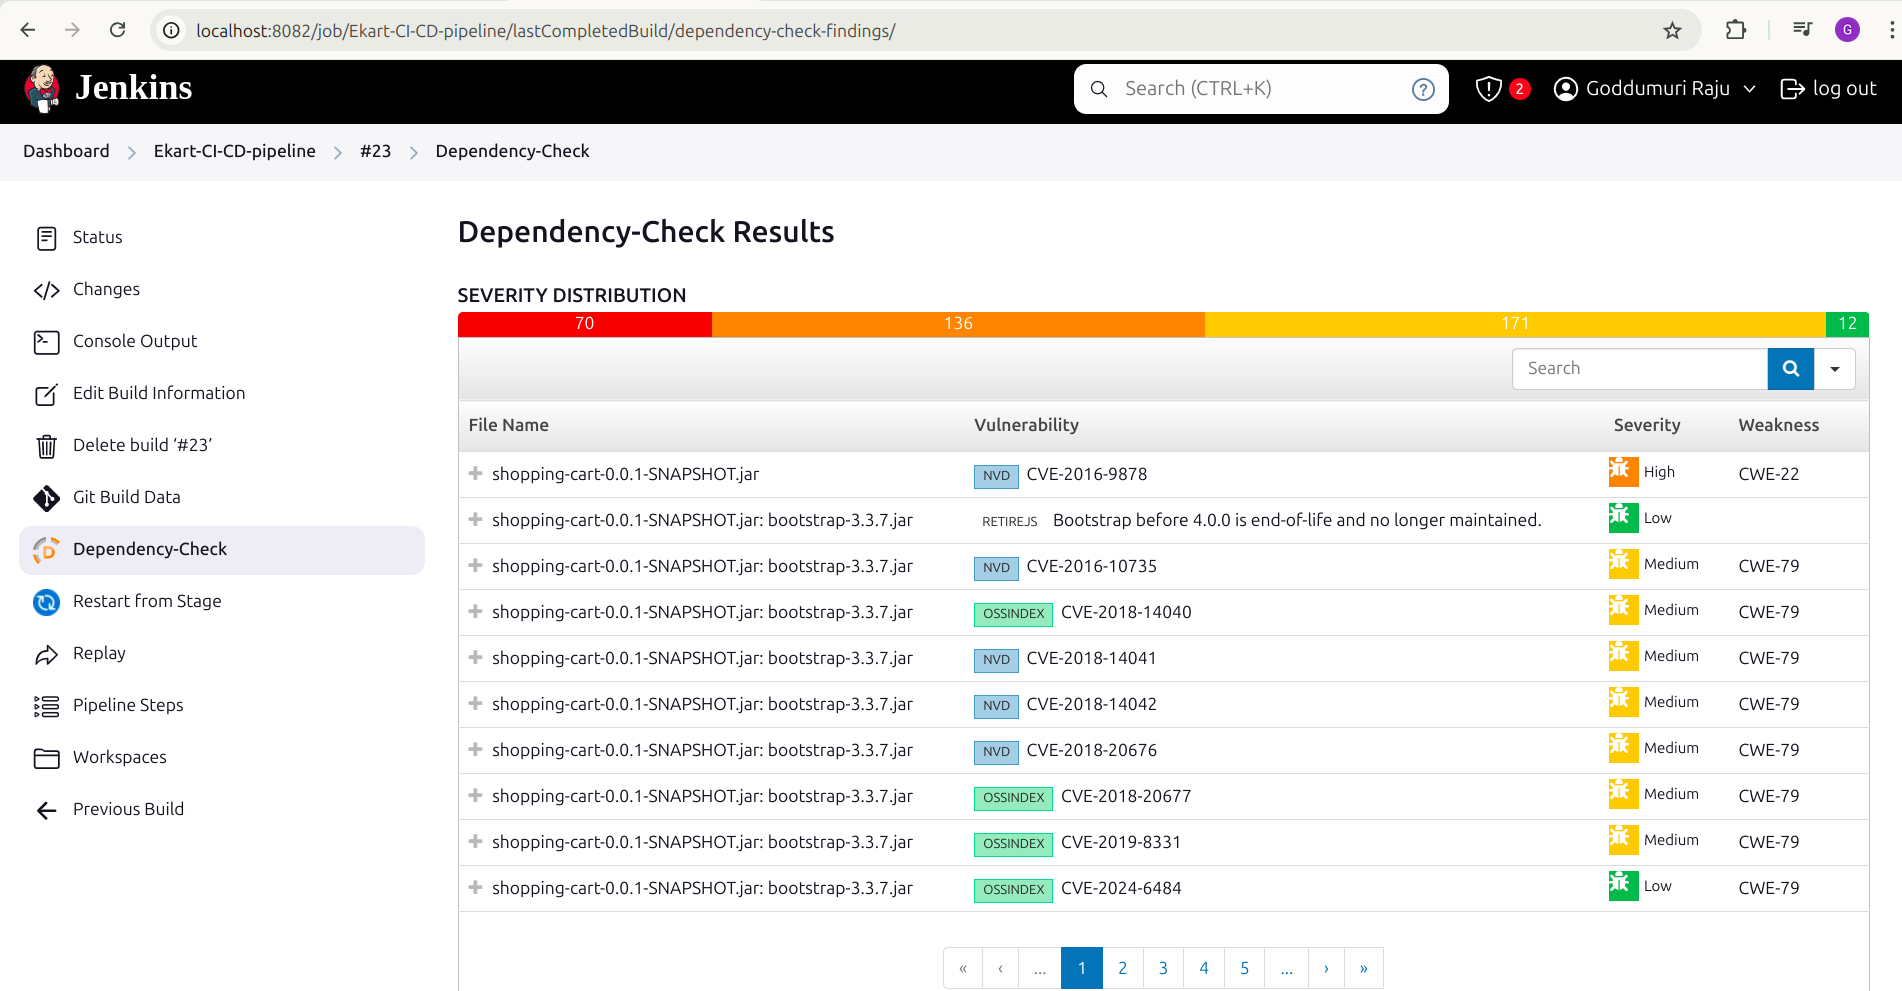 localhost:8082/job/Ekart-CI-CD-pipeline/lastCompletedBuild/dependency-check-findings/
G
Jenkins
Search (CTRL+K)
?
2
Goddumuri Raju
log out
Dashboard > Ekart-CI-CD-pipeline > #23 > Dependency-Check
Status
Changes
Console Output
Edit Build Information
Delete build ‘#23’
Git Build Data
Dependency-Check
Restart from Stage
Replay
Pipeline Steps
Workspaces
Previous Build
Dependency-Check Results
SEVERITY DISTRIBUTION
70 136 171 12
Search
File Name Vulnerability Severity Weakness
shopping-cart-0.0.1-SNAPSHOT.jar NVD CVE-2016-9878 High CWE-22
shopping-cart-0.0.1-SNAPSHOT.jar: bootstrap-3.3.7.jar RETIREJS Bootstrap before 4.0.0 is end-of-life and no longer maintained. Low
shopping-cart-0.0.1-SNAPSHOT.jar: bootstrap-3.3.7.jar NVD CVE-2016-10735 Medium CWE-79
shopping-cart-0.0.1-SNAPSHOT.jar: bootstrap-3.3.7.jar OSSINDEX CVE-2018-14040 Medium CWE-79
shopping-cart-0.0.1-SNAPSHOT.jar: bootstrap-3.3.7.jar NVD CVE-2018-14041 Medium CWE-79
shopping-cart-0.0.1-SNAPSHOT.jar: bootstrap-3.3.7.jar NVD CVE-2018-14042 Medium CWE-79
shopping-cart-0.0.1-SNAPSHOT.jar: bootstrap-3.3.7.jar NVD CVE-2018-20676 Medium CWE-79
shopping-cart-0.0.1-SNAPSHOT.jar: bootstrap-3.3.7.jar OSSINDEX CVE-2018-20677 Medium CWE-79
shopping-cart-0.0.1-SNAPSHOT.jar: bootstrap-3.3.7.jar OSSINDEX CVE-2019-8331 Medium CWE-79
shopping-cart-0.0.1-SNAPSHOT.jar: bootstrap-3.3.7.jar OSSINDEX CVE-2024-6484 Low CWE-79
« ‹ ... 1 2 3 4 5 ... › »